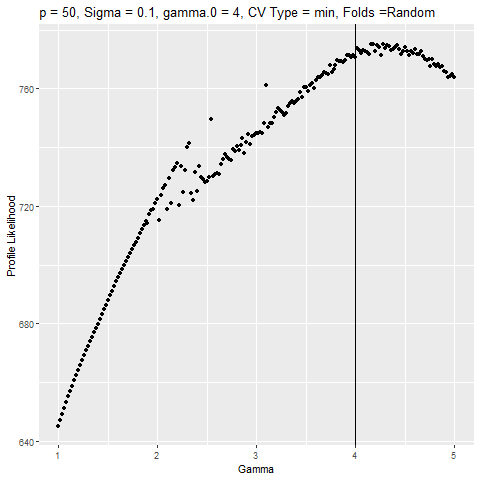 p = 50, Sigma = 0.1, gamma.0 = 4, CV Type = min, Folds =Random
Profile Likelihood
760
720
680
640
1 2 3 4 5
Gamma